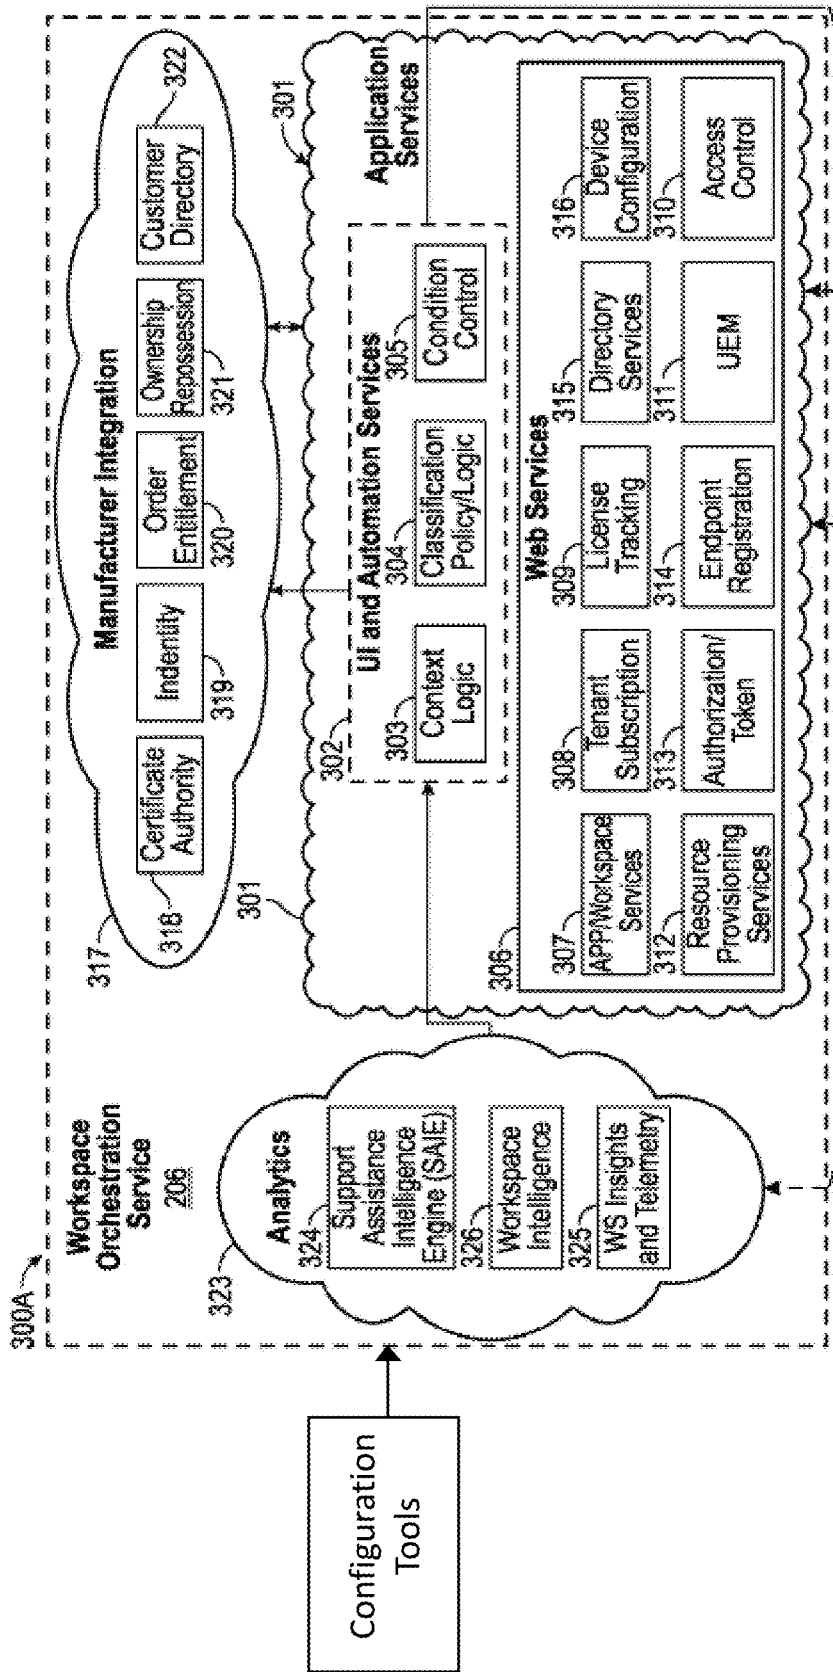 300A
Workspace
Orchestration
Service
206
317
Manufacturer Integration
Certificate
Authority
318
Indentity
319
Order
Entitlement
320
Ownership
Repossession
321
Customer
Directory
322
323
Analytics
324
Support
Assistance
Intelligence
Engine (SAIE)
326
Workspace
Intelligence
325
WS Insights
and Telemetry
301
301
Application
Services
302
UI and Automation Services
303
Context
Logic
304
Classification
Policy/Logic
305
Condition
Control
306
Web Services
307
APP/Workspace
Services
308
Tenant
Subscription
309
License
Tracking
315
Directory
Services
316
Device
Configuration
312
Resource
Provisioning
Services
313
Authorization/
Token
314
Endpoint
Registration
311
UEM
310
Access
Control
Configuration
Tools